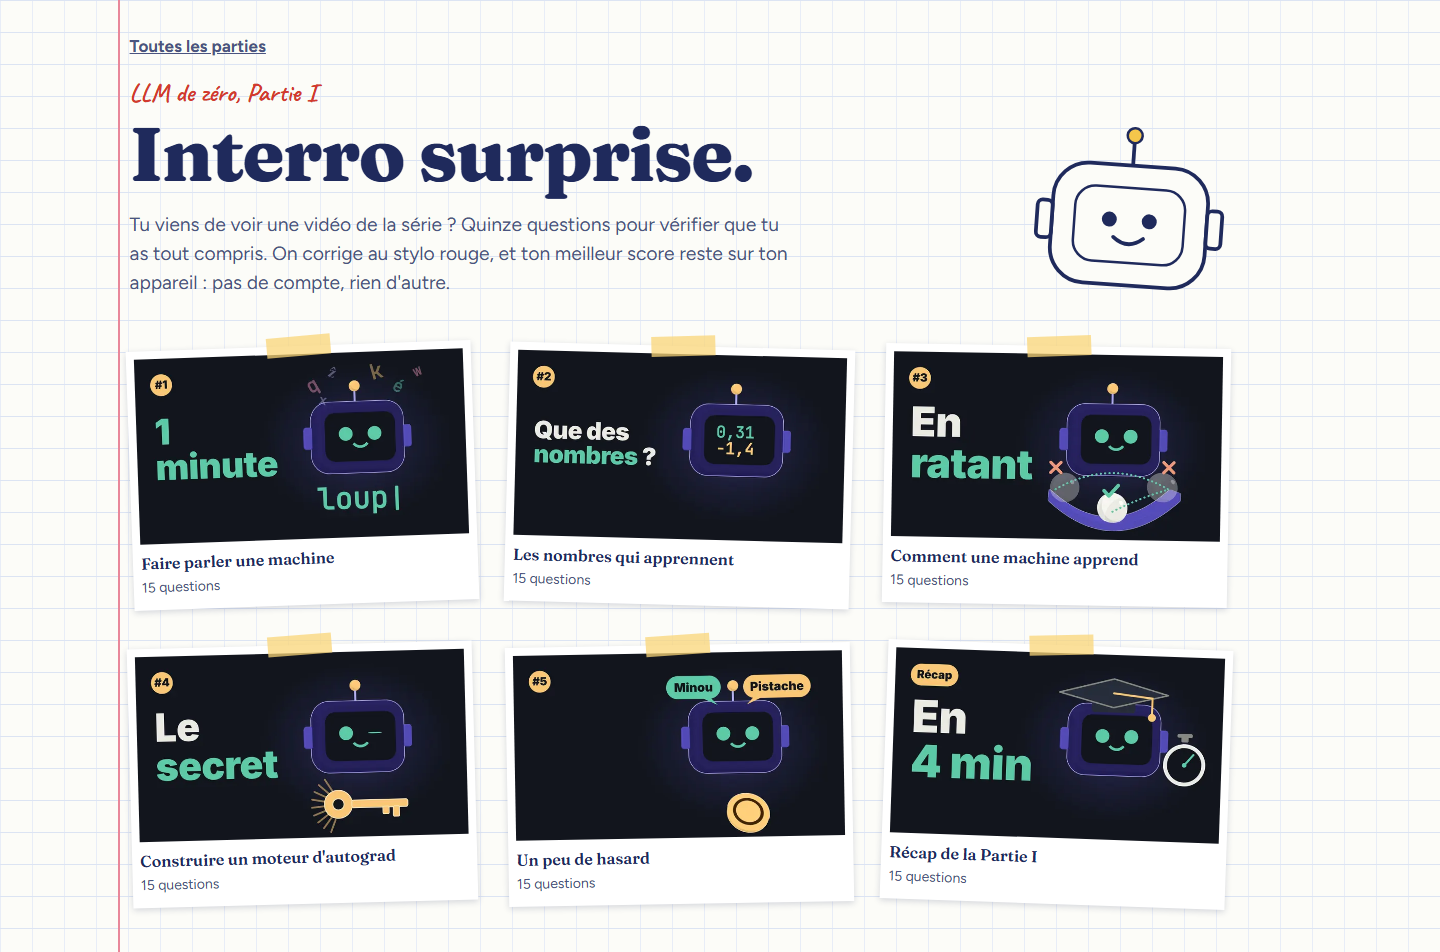 Toutes les parties
LLM de zéro, Partie I
Interro surprise.
Tu viens de voir une vidéo de la série ? Quinze questions pour vérifier que tu
as tout compris. On corrige au stylo rouge, et ton meilleur score reste sur ton
appareil : pas de compte, rien d'autre.
#1
q z k é w
x
1
minute
loup|
Faire parler une machine
15 questions
#2
Que des
nombres ?
0,31
-1,4
Les nombres qui apprennent
15 questions
#3
En
ratant
Comment une machine apprend
15 questions
#4
Le
secret
Construire un moteur d'autograd
15 questions
#5
Minou
Pistache
Un peu de hasard
15 questions
Récap
En
4 min
Récap de la Partie I
15 questions